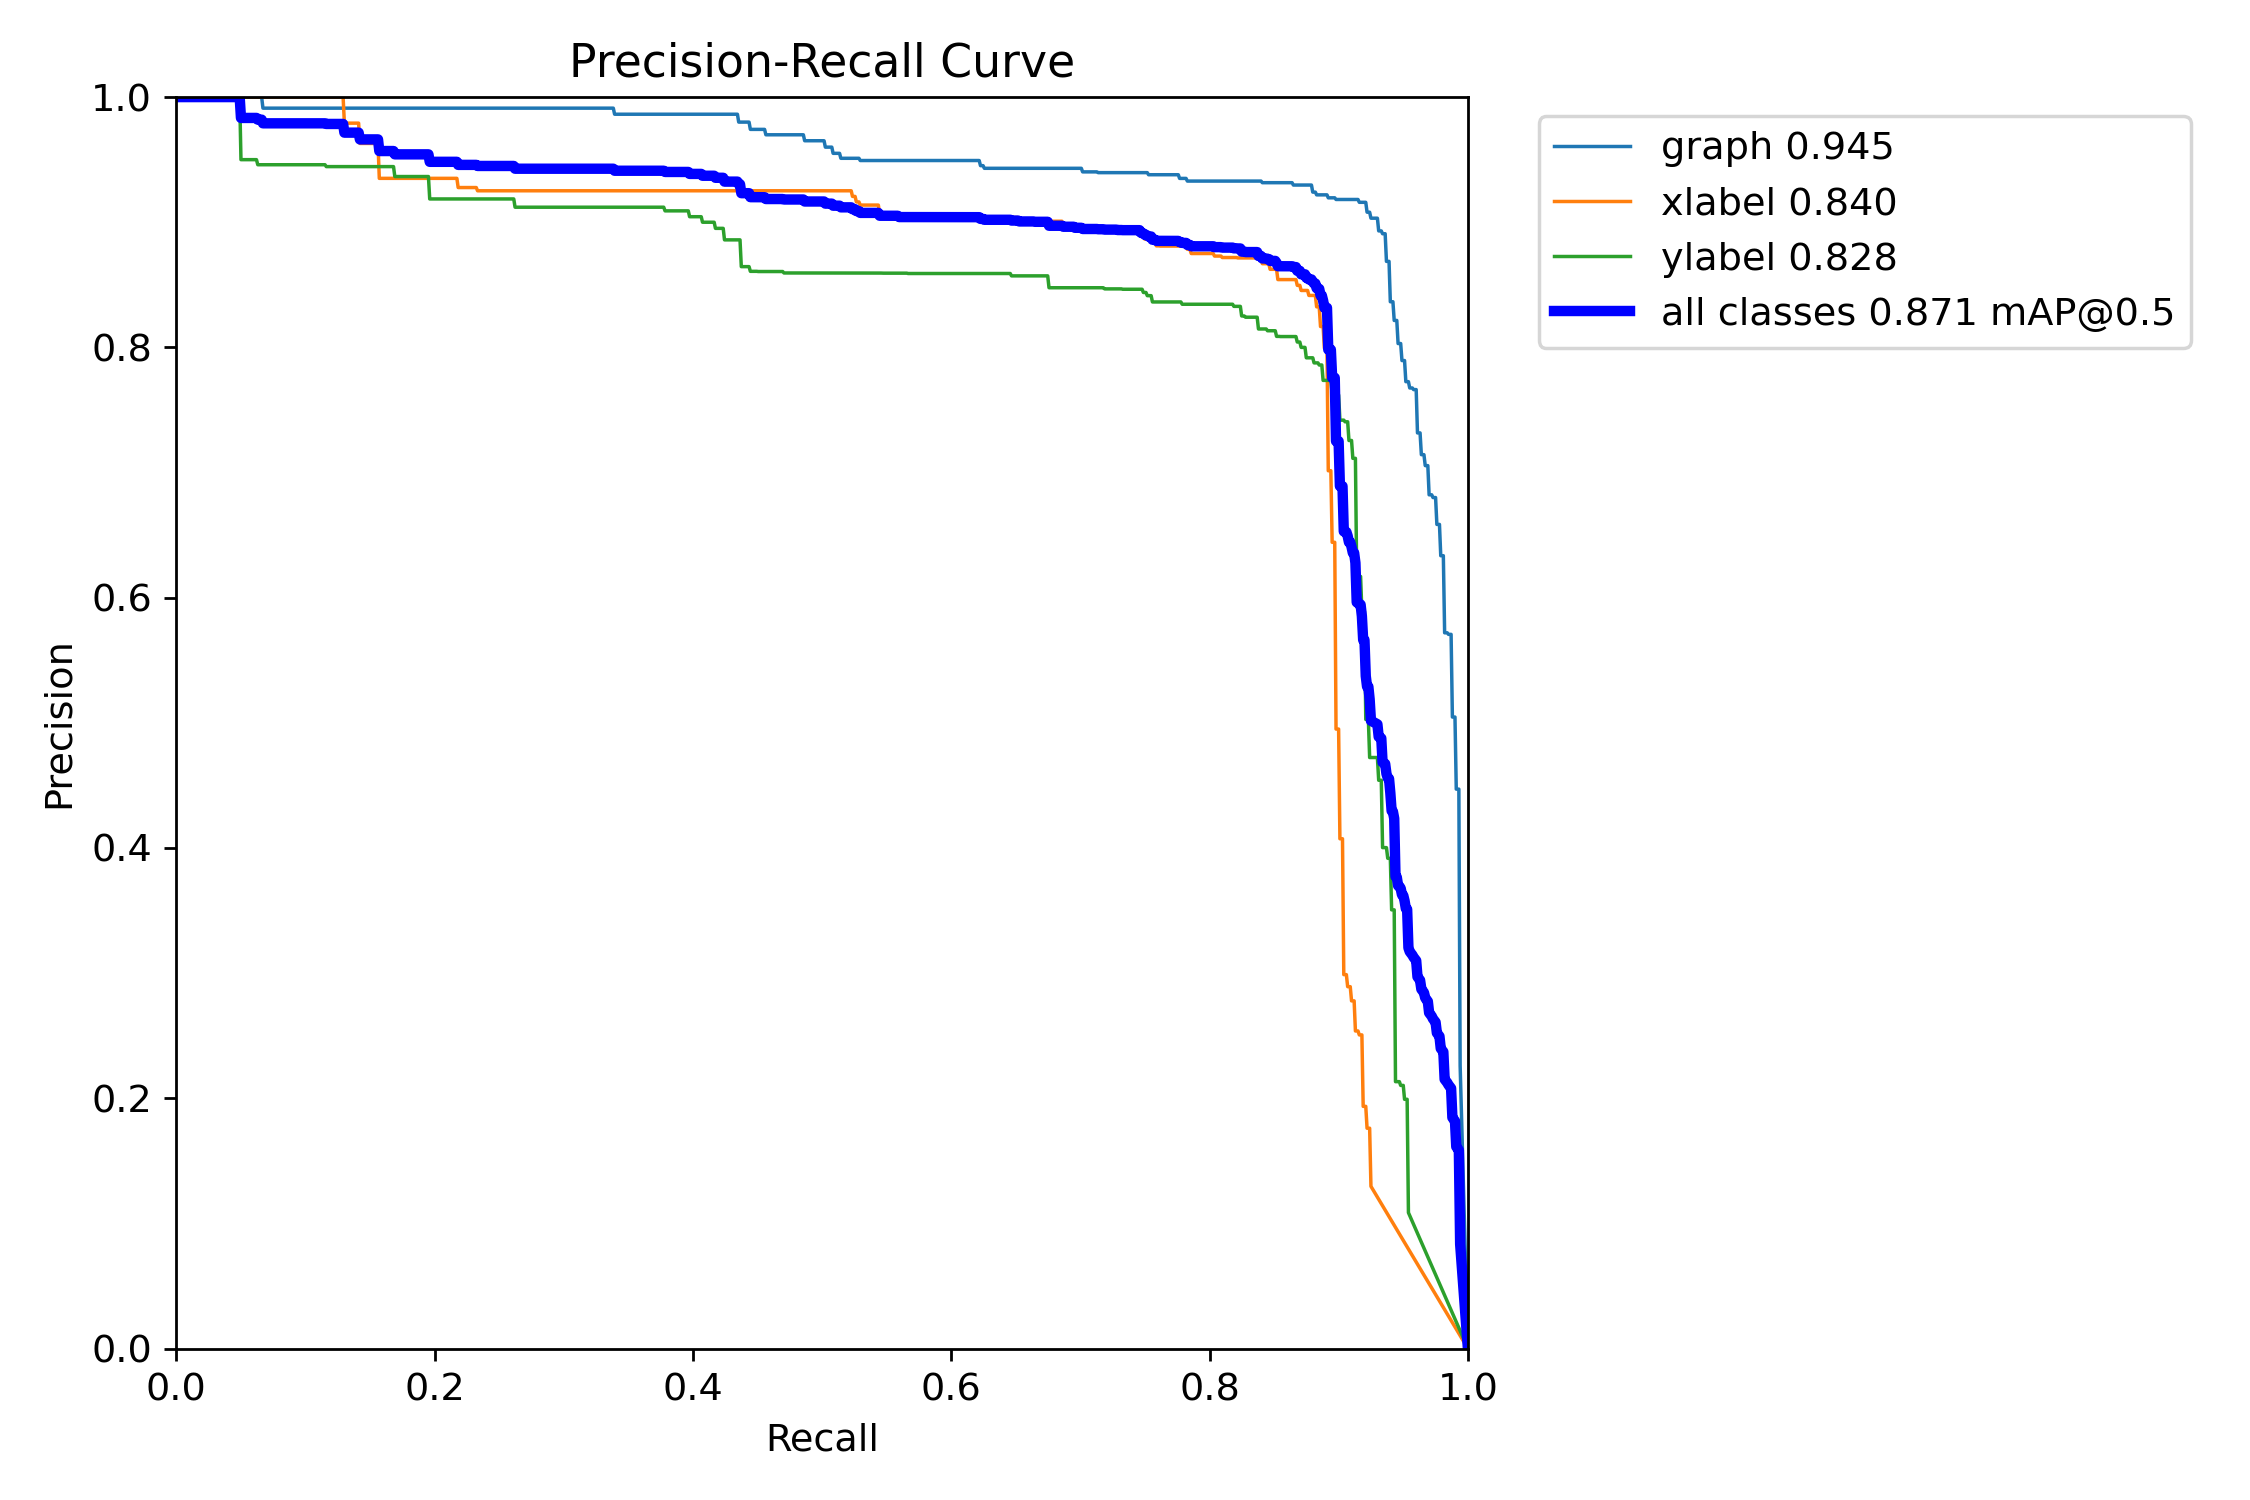 Precision-Recall Curve
1.0
0.8
0.6
0.4
0.2
0.0
Precision
0.0 0.2 0.4 0.6 0.8 1.0
Recall
graph 0.945
xlabel 0.840
ylabel 0.828
all classes 0.871 mAP@0.5